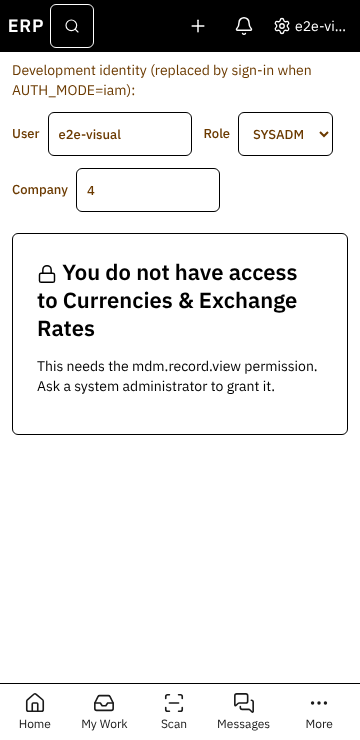 ERP
e2e-vi...
Development identity (replaced by sign-in when
AUTH_MODE=iam):
User e2e-visual Role SYSADM
Company 4
You do not have access
to Currencies & Exchange
Rates
This needs the mdm.record.view permission.
Ask a system administrator to grant it.
Home My Work Scan Messages More